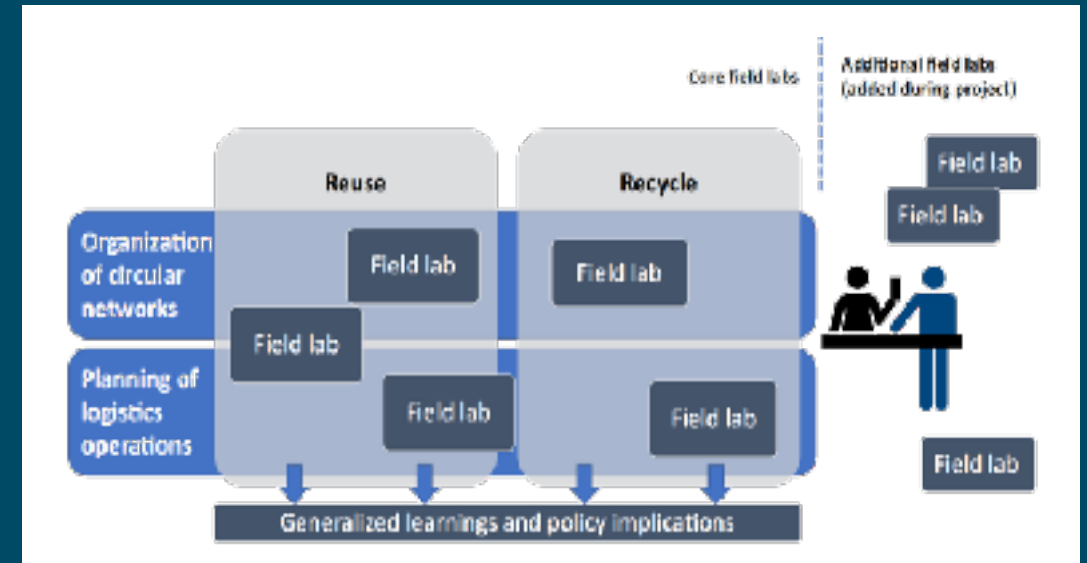 Core field labs
Additional field labs
(added during project)
Field lab
Field lab
Reuse
Recycle
Organization
of circular
networks
Field lab
Field lab
Field lab
Planning of
logistics
operations
Field lab
Field lab
Field lab
Generalized learnings and policy implications